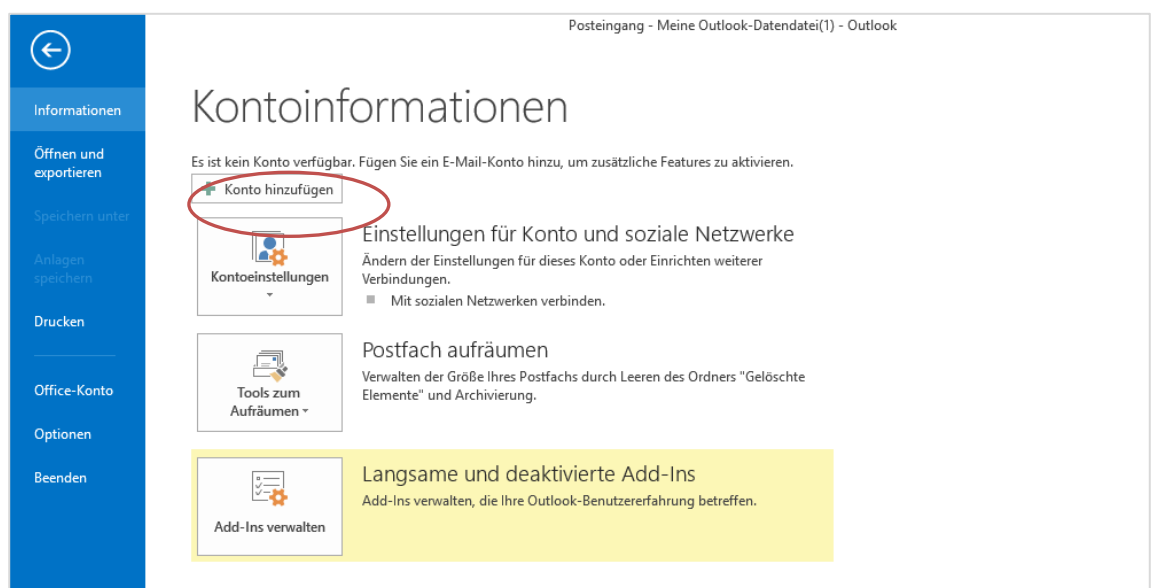 Posteingang - Meine Outlook-Datendatei(1) - Outlook
Informationen
Öffnen und
exportieren
Speichern unter
Anlagen
speichern
Drucken
Office-Konto
Optionen
Beenden
Kontoinformationen
Es ist kein Konto verfügbar. Fügen Sie ein E-Mail-Konto hinzu, um zusätzliche Features zu aktivieren.
Konto hinzufügen
Kontoeinstellungen
Einstellungen für Konto und soziale Netzwerke
Ändern der Einstellungen für dieses Konto oder Einrichten weiterer
Verbindungen.
Mit sozialen Netzwerken verbinden.
Tools zum
Aufräumen
Postfach aufräumen
Verwalten der Größe Ihres Postfachs durch Leeren des Ordners "Gelöschte
Elemente" und Archivierung.
Add-Ins verwalten
Langsame und deaktivierte Add-Ins
Add-Ins verwalten, die Ihre Outlook-Benutzererfahrung betreffen.